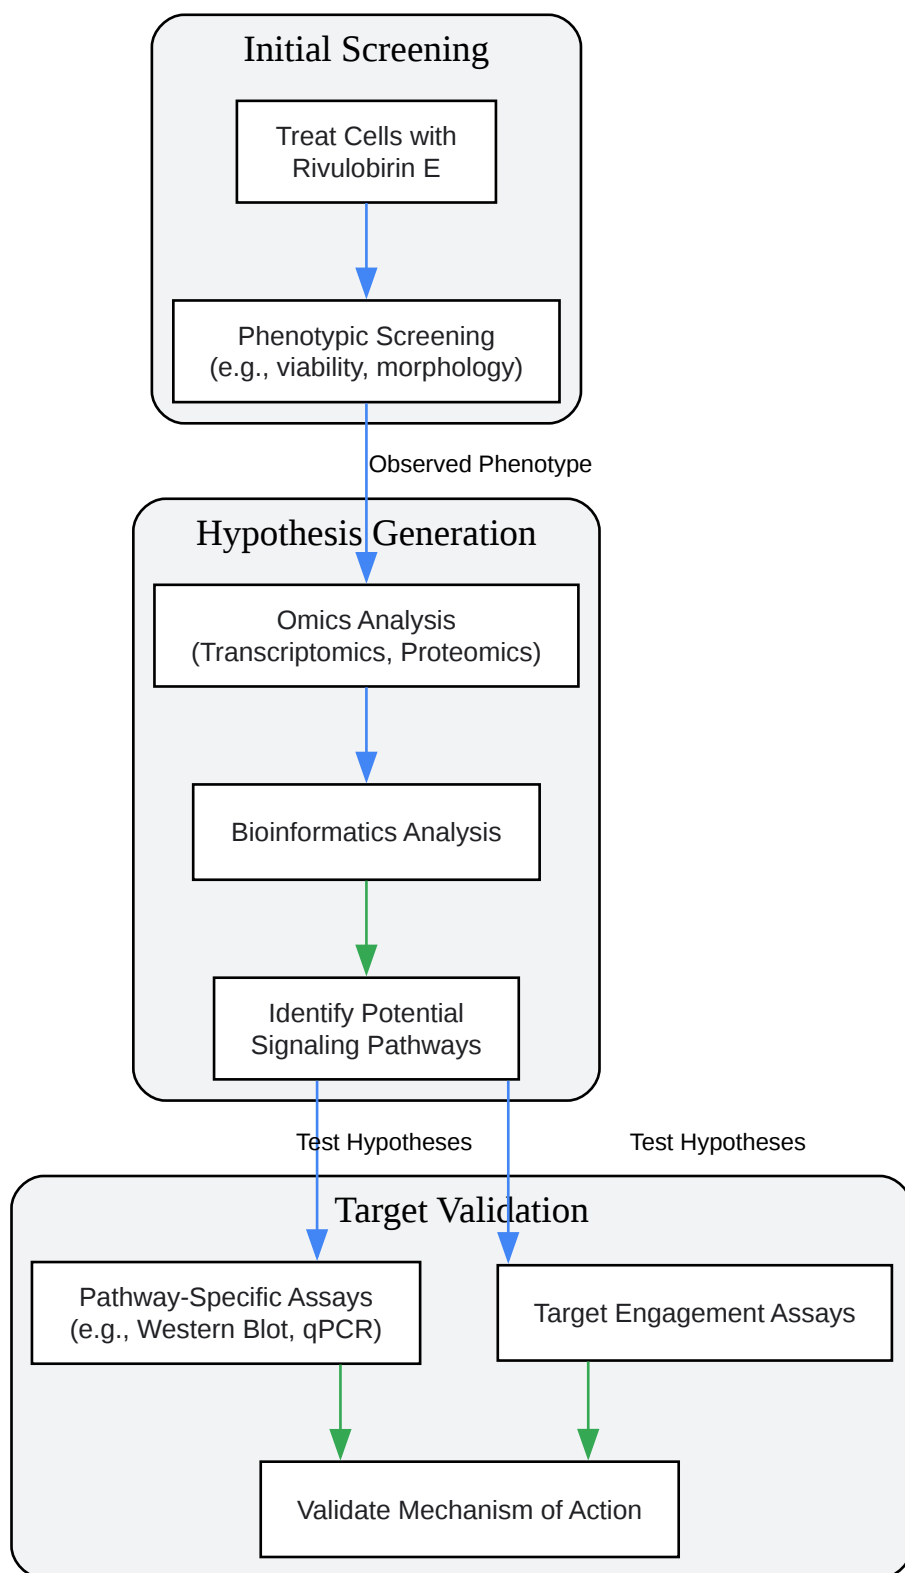 Initial Screening
Treat Cells with
Rivulobirin E
Phenotypic Screening
(e.g., viability, morphology)
Observed Phenotype
Hypothesis Generation
Omics Analysis
(Transcriptomics, Proteomics)
Bioinformatics Analysis
Identify Potential
Signaling Pathways
Test Hypotheses
Test Hypotheses
Target Validation
Pathway-Specific Assays
(e.g., Western Blot, qPCR)
Target Engagement Assays
Validate Mechanism of Action